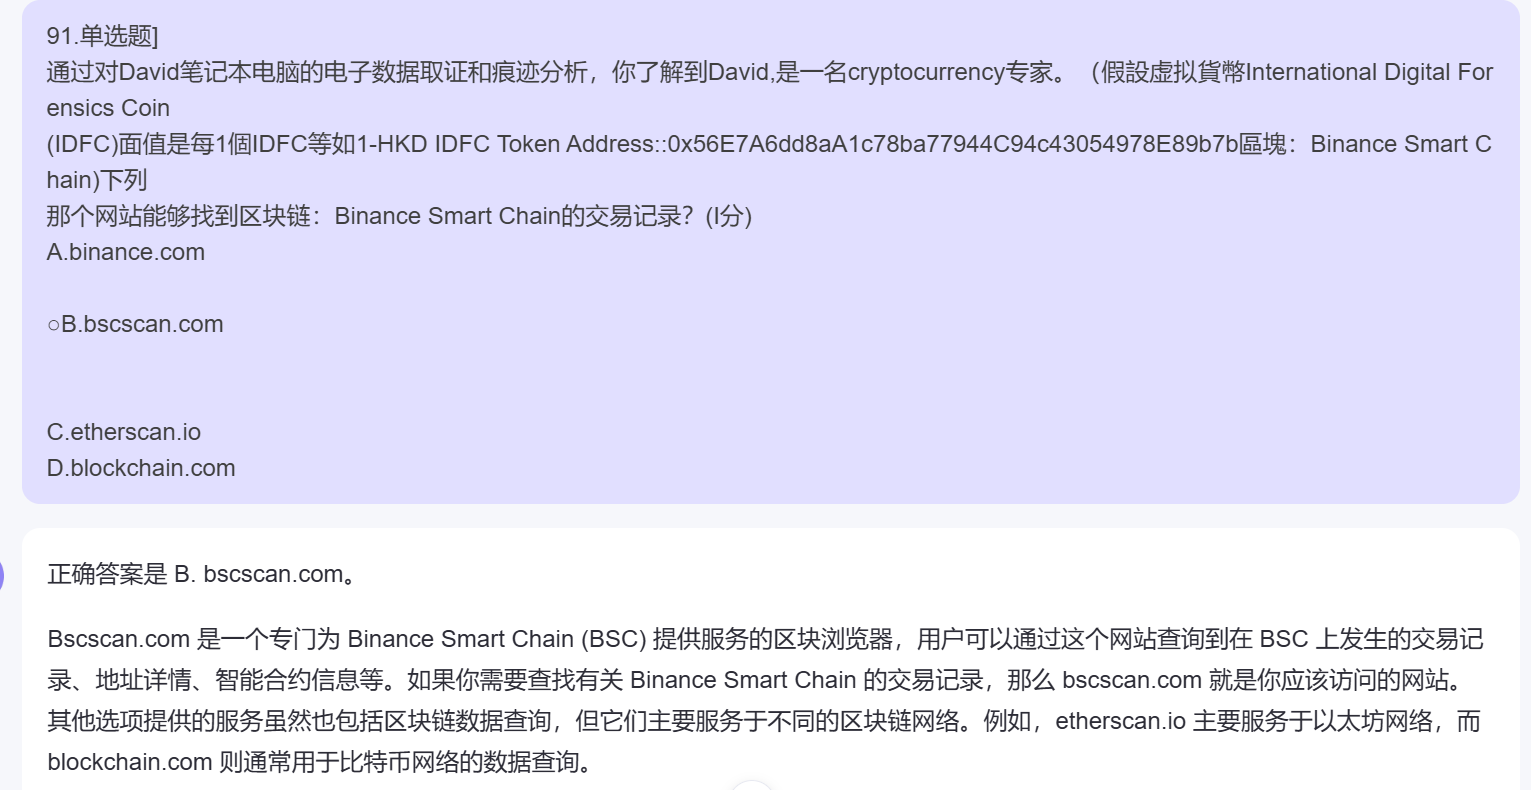 91.单选题]
通过对David笔记本电脑的电子数据取证和痕迹分析，你了解到David,是一名cryptocurrency专家。（假設虚拟貨幣International Digital For
ensics Coin
(IDFC)面值是每1個IDFC等如1-HKD IDFC Token Address::0x56E7A6dd8aA1c78ba77944C94c43054978E89b7b區塊：Binance Smart C
hain)下列
那个网站能够找到区块链：Binance Smart Chain的交易记录？(I分)
A.binance.com
○B.bscscan.com
C.etherscan.io
D.blockchain.com
正确答案是 B. bscscan.com。
Bscscan.com 是一个专门为 Binance Smart Chain (BSC) 提供服务的区块浏览器，用户可以通过这个网站查询到在 BSC 上发生的交易记
录、地址详情、智能合约信息等。如果你需要查找有关 Binance Smart Chain 的交易记录，那么 bscscan.com 就是你应该访问的网站。
其他选项提供的服务虽然也包括区块链数据查询，但它们主要服务于不同的区块链网络。例如，etherscan.io 主要服务于以太坊网络，而
blockchain.com 则通常用于比特币网络的数据查询。